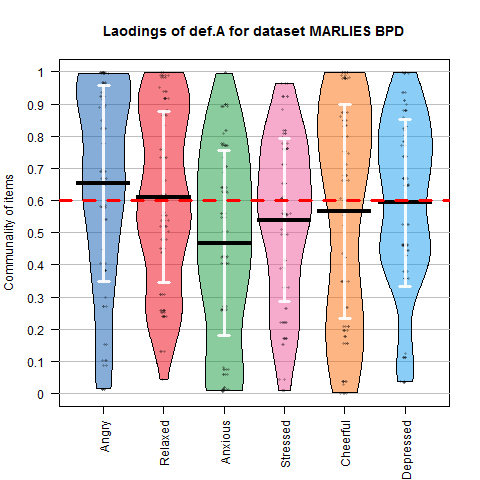 Laodings of def.A for dataset MARLIES BPD
Communality of items
1
0.9
0.8
0.7
0.6
0.5
0.4
0.3
0.2
0.1
0
Angry
Relaxed
Anxious
Stressed
Cheerful
Depressed